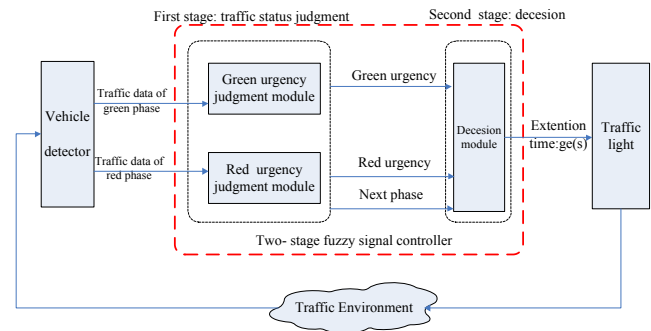 First stage: traffic status judgment
Second stage: decesion
Vehicle
detector
Traffic data of
green phase
Traffic data of
red phase
Green urgency
judgment module
Red urgency
judgment module
Green urgency
Red urgency
Next phase
Decesion
module
Extention
time:ge(s)
Traffic
light
Two- stage fuzzy signal controller
Traffic Environment